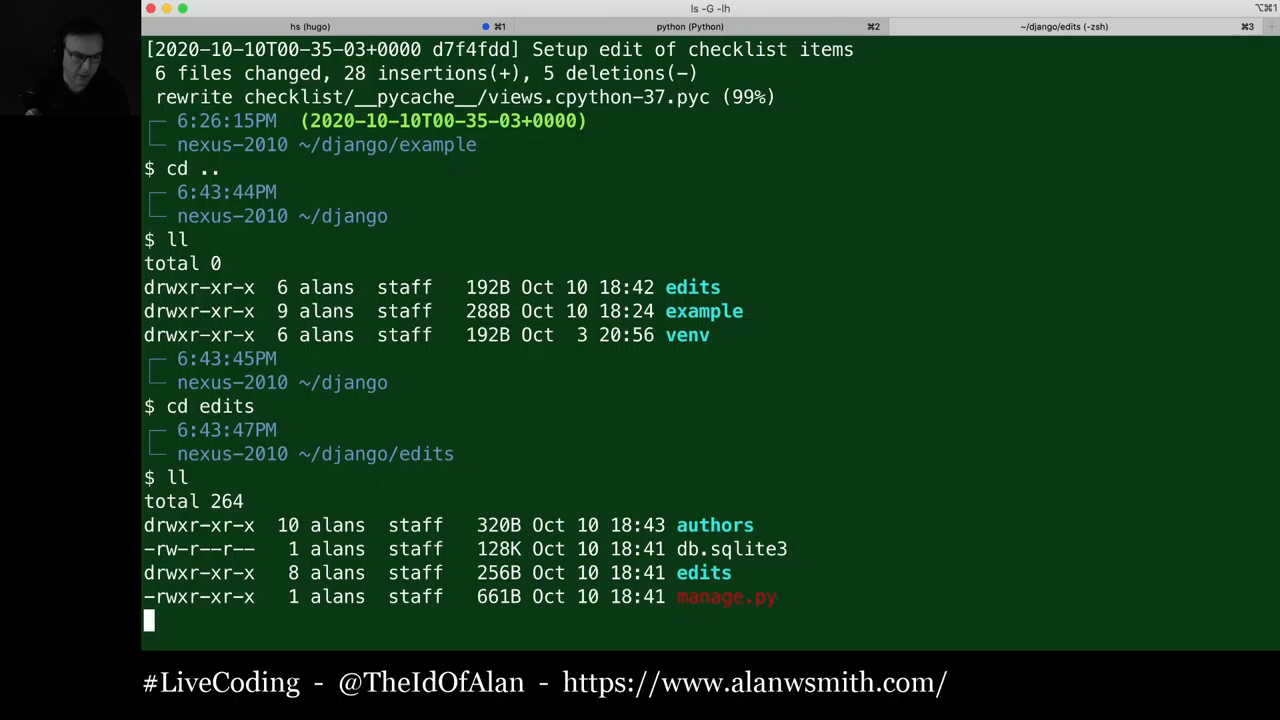 ls -G -lh
⌥⌘1
hs (hugo) ⌘1
python (Python) ⌘2
~/django/edits (-zsh) ⌘3
[2020-10-10T00-35-03+0000 d7f4fdd] Setup edit of checklist items
6 files changed, 28 insertions(+), 5 deletions(-)
rewrite checklist/__pycache__/views.cpython-37.pyc (99%)
6:26:15PM (2020-10-10T00-35-03+0000)
nexus-2010 ~/django/example
$ cd ..
6:43:44PM
nexus-2010 ~/django
$ ll
total 0
drwxr-xr-x 6 alans staff 192B Oct 10 18:42 edits
drwxr-xr-x 9 alans staff 288B Oct 10 18:24 example
drwxr-xr-x 6 alans staff 192B Oct 3 20:56 venv
6:43:45PM
nexus-2010 ~/django
$ cd edits
6:43:47PM
nexus-2010 ~/django/edits
$ ll
total 264
drwxr-xr-x 10 alans staff 320B Oct 10 18:43 authors
-rw-r--r-- 1 alans staff 128K Oct 10 18:41 db.sqlite3
drwxr-xr-x 8 alans staff 256B Oct 10 18:41 edits
-rwxr-xr-x 1 alans staff 661B Oct 10 18:41 manage.py
#LiveCoding - @TheIdOfAlan - https://www.alanwsmith.com/